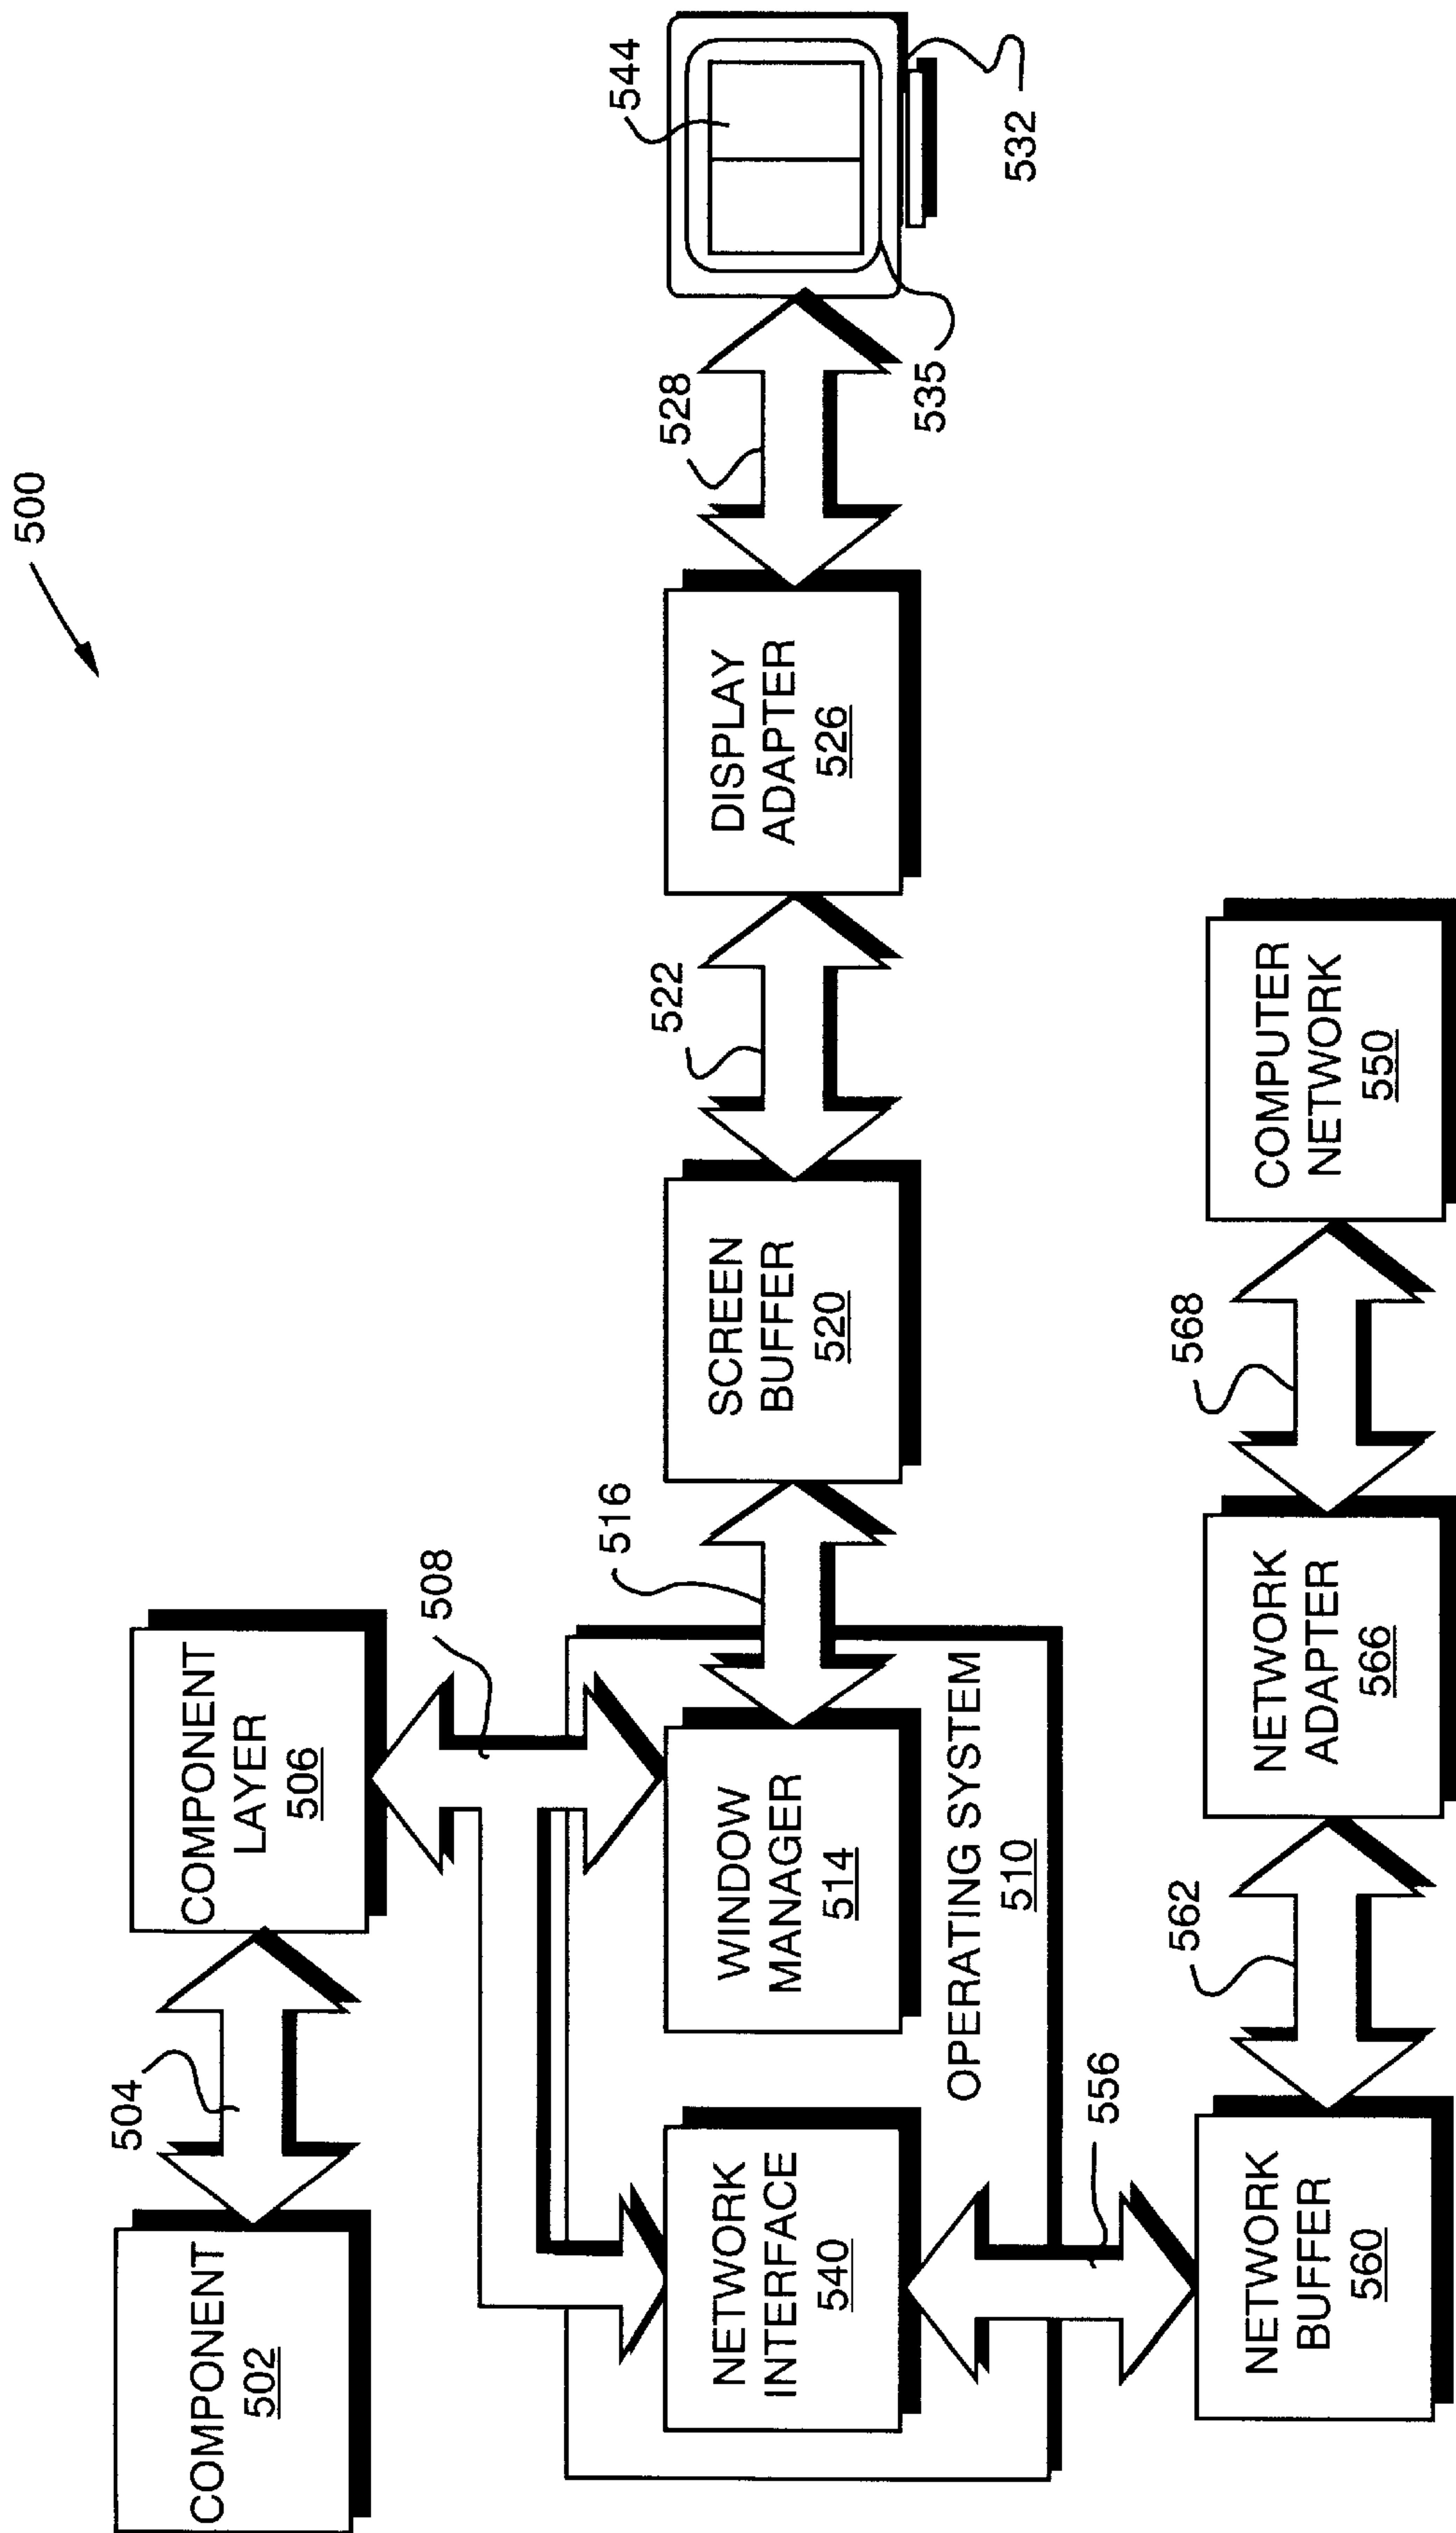 500
COMPONENT
502
504
COMPONENT
LAYER
506
508
NETWORK
INTERFACE
540
WINDOW
MANAGER
514
OPERATING SYSTEM
510
516
SCREEN
BUFFER
520
522
DISPLAY
ADAPTER
526
528
535
544
532
556
NETWORK
BUFFER
560
562
NETWORK
ADAPTER
566
568
COMPUTER
NETWORK
550